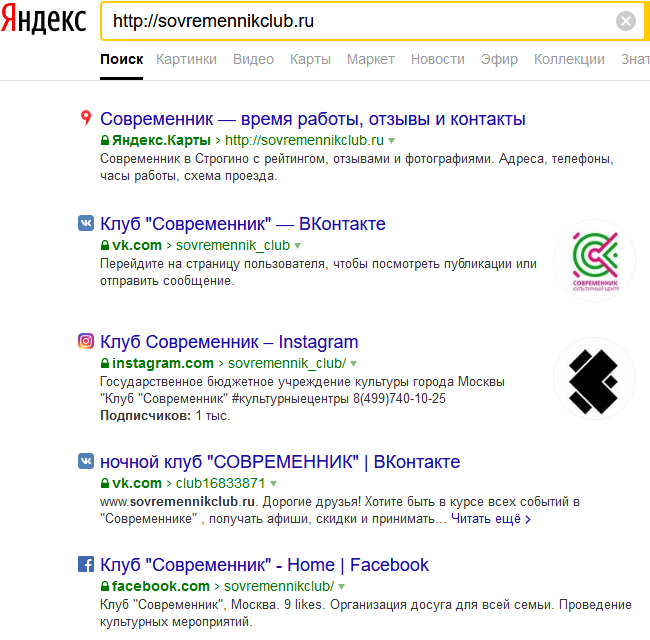 Яндекс
http://sovremennikclub.ru
Поиск Картинки Видео Карты Маркет Новости Эфир Коллекции Знат
Современник — время работы, отзывы и контакты
Яндекс.Карты › http://sovremennikclub.ru
Современник в Строгино с рейтингом, отзывами и фотографиями. Адреса, телефоны,
часы работы, схема проезда.
Клуб "Современник" — ВКонтакте
vk.com › sovremennik_club
Перейдите на страницу пользователя, чтобы посмотреть публикации или
отправить сообщение.
СОВРЕМЕННИК
КУЛЬТУРНЫЙ ЦЕНТР
Клуб Современник – Instagram
instagram.com › sovremennik_club/
Государственное бюджетное учреждение культуры города Москвы
"Клуб "Современник" #культурныецентры 8(499)740-10-25
Подписчиков: 1 тыс.
ночной клуб "СОВРЕМЕННИК" | ВКонтакте
vk.com › club16833871
www.sovremennikclub.ru. Дорогие друзья! Хотите быть в курсе всех событий в
"Современнике" , получать афиши, скидки и принимать... Читать ещё ›
Клуб "Современник" - Home | Facebook
facebook.com › sovremennikclub/
Клуб "Современник", Москва. 9 likes. Организация досуга для всей семьи. Проведение
культурных мероприятий.